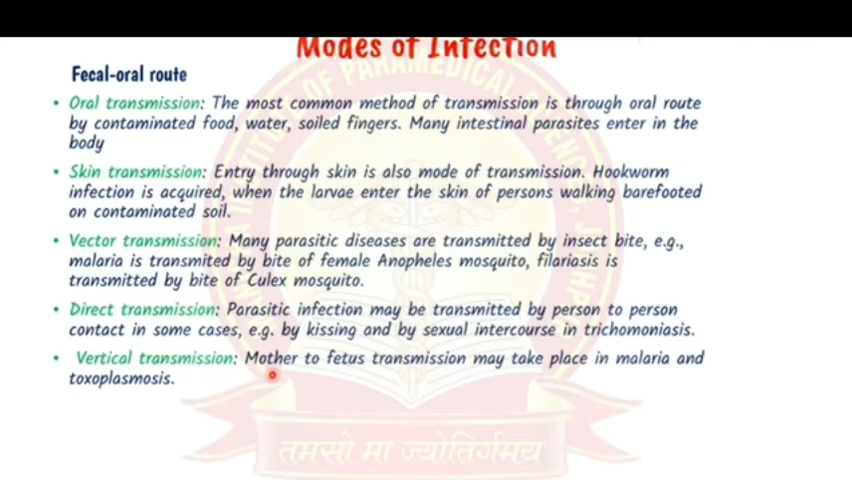 Modes of Infection
Fecal-oral route
• Oral transmission: The most common method of transmission is through oral route
by contaminated food, water, soiled fingers. Many intestinal parasites enter in the
body
• Skin transmission: Entry through skin is also mode of transmission. Hookworm
infection is acquired, when the larvae enter the skin of persons walking barefooted
on contaminated soil.
• Vector transmission: Many parasitic diseases are transmitted by insect bite, e.g.,
malaria is transmited by bite of female Anopheles mosquito, filariasis is
transmitted by bite of Culex mosquito.
• Direct transmission: Parasitic infection may be transmitted by person to person
contact in some cases, e.g. by kissing and by sexual intercourse in trichomoniasis.
• Vertical transmission: Mother to fetus transmission may take place in malaria and
toxoplasmosis.
OF PARAMEDICAL
तमसो मा ज्योतिर्गमय